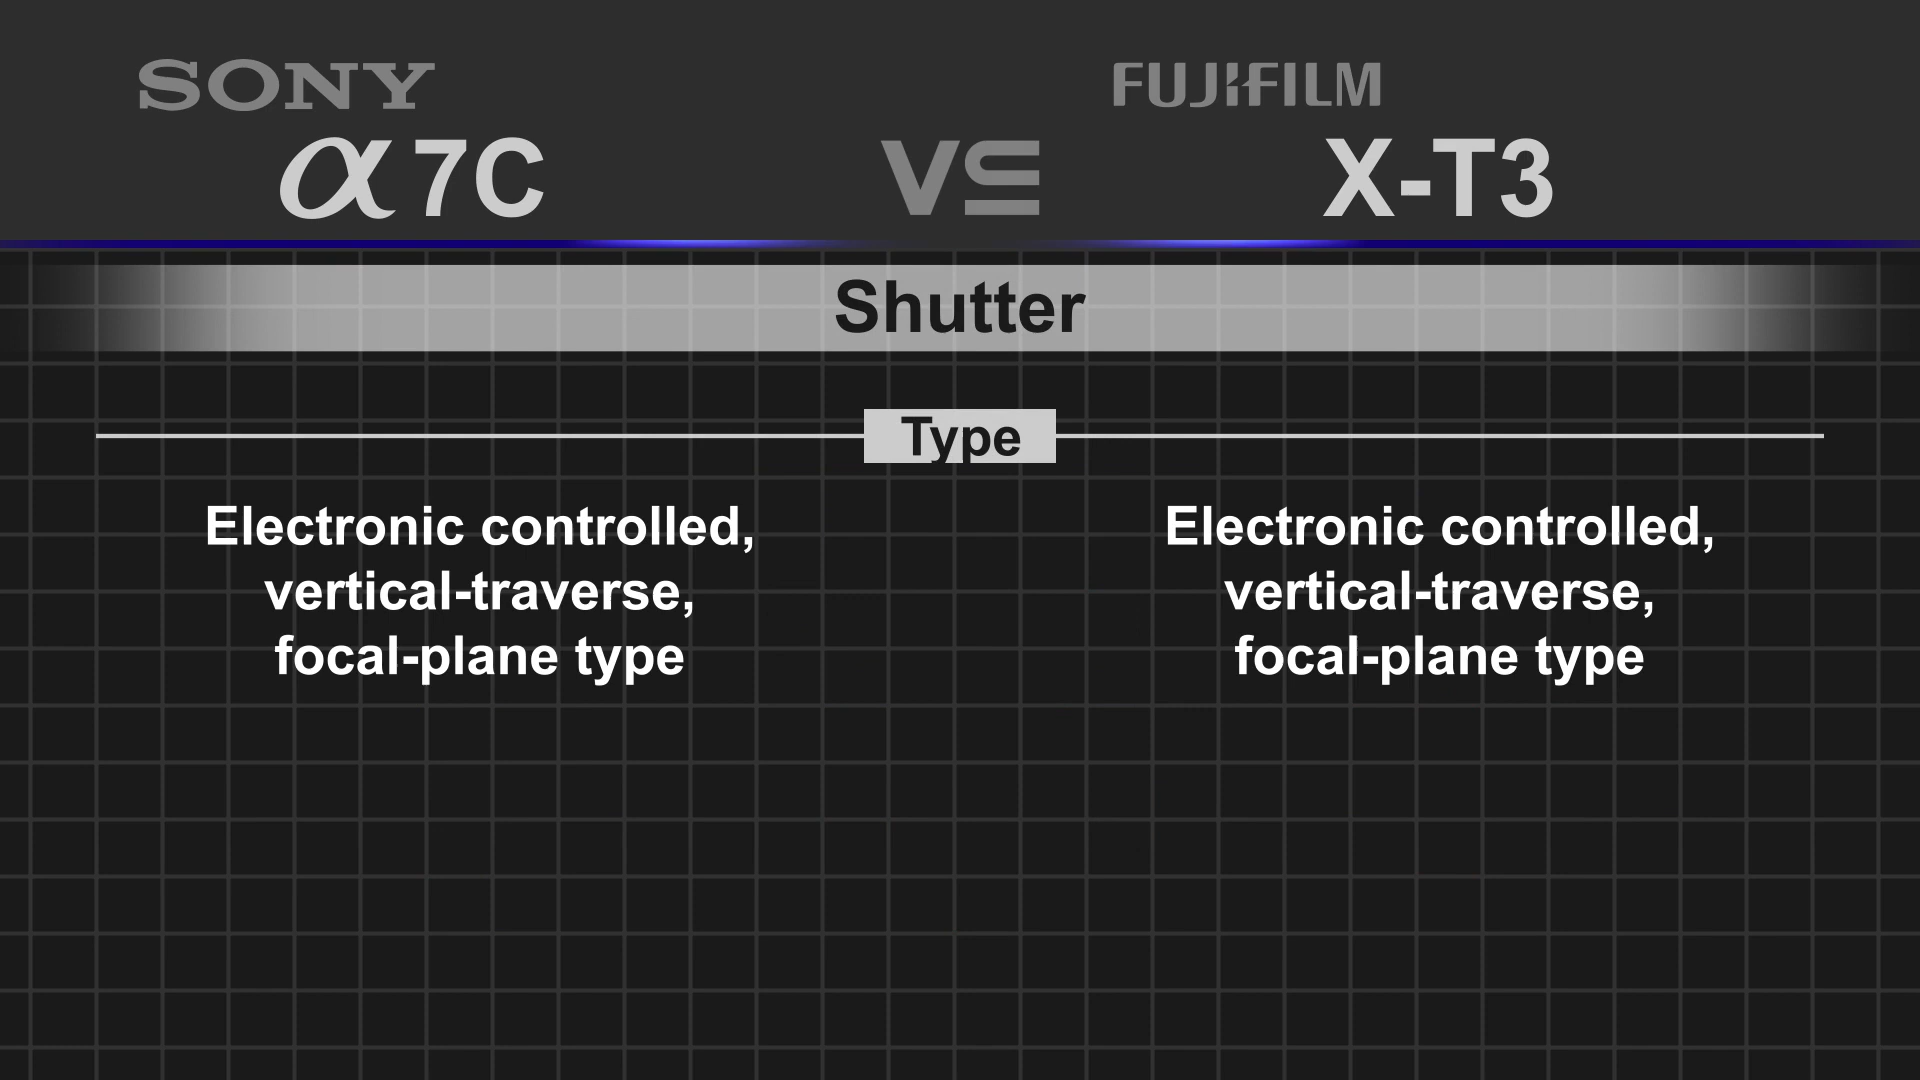 SONY
α7C
VS
FUJIFILM
X-T3
Shutter
Type
Electronic controlled,
vertical-traverse,
focal-plane type
Electronic controlled,
vertical-traverse,
focal-plane type